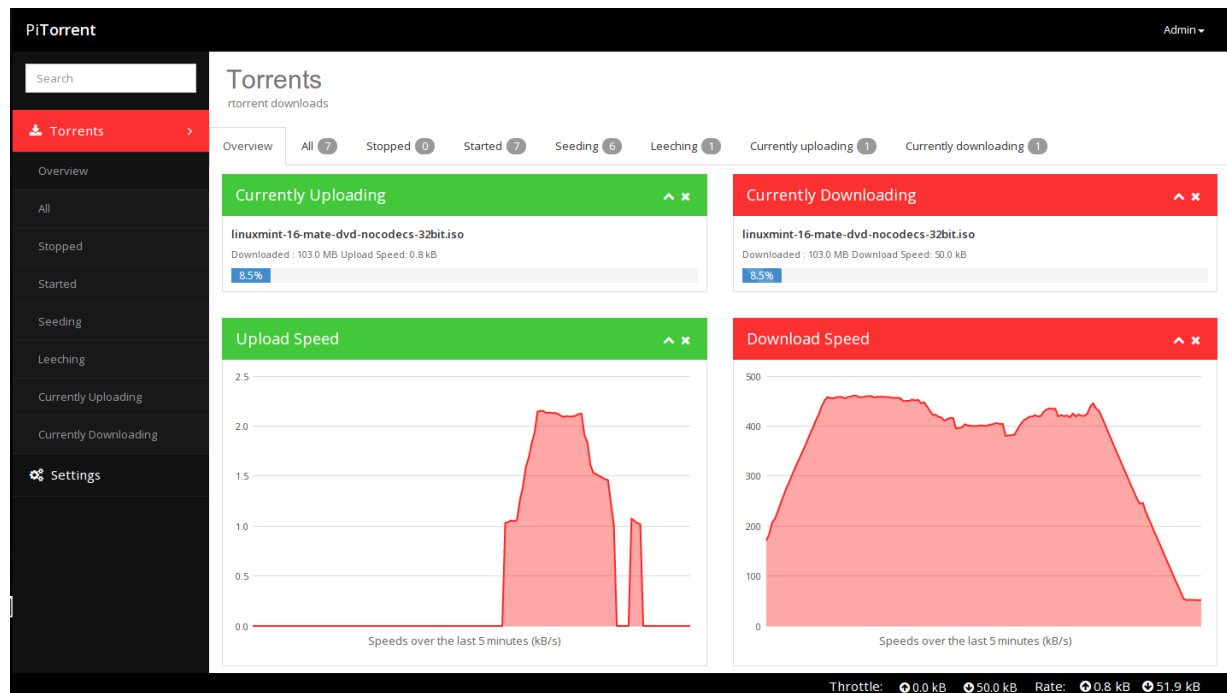 PiTorrent
Admin
Search
Torrents
rtorrent downloads
Torrents
Overview
All
Stopped
Started
Seeding
Leeching
Currently Uploading
Currently Downloading
Settings
Overview All 7 Stopped 0 Started 7 Seeding 6 Leeching 1 Currently uploading 1 Currently downloading 1
Currently Uploading
linuxmint-16-mate-dvd-nocodecs-32bit.iso
Downloaded : 103.0 MB Upload Speed: 0.8 kB
8.5%
Currently Downloading
linuxmint-16-mate-dvd-nocodecs-32bit.iso
Downloaded : 103.0 MB Download Speed: 50.0 kB
8.5%
Upload Speed
2.5
2.0
1.5
1.0
0.5
0.0
Speeds over the last 5 minutes (kB/s)
Download Speed
500
400
300
200
100
0
Speeds over the last 5 minutes (kB/s)
Throttle: 0.0 kB 50.0 kB Rate: 0.8 kB 51.9 kB